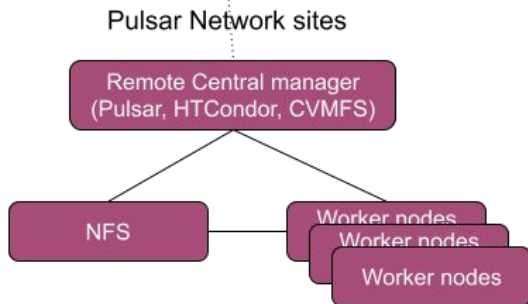 Pulsar Network sites
Remote Central manager
(Pulsar, HTCondor, CVMFS)
NFS
Worker nodes
Worker nodes
Worker nodes